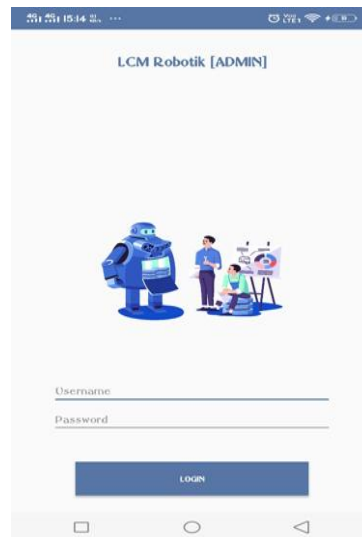 15:14
LCM Robotik [ADMIN]
Username
Password
LOGIN